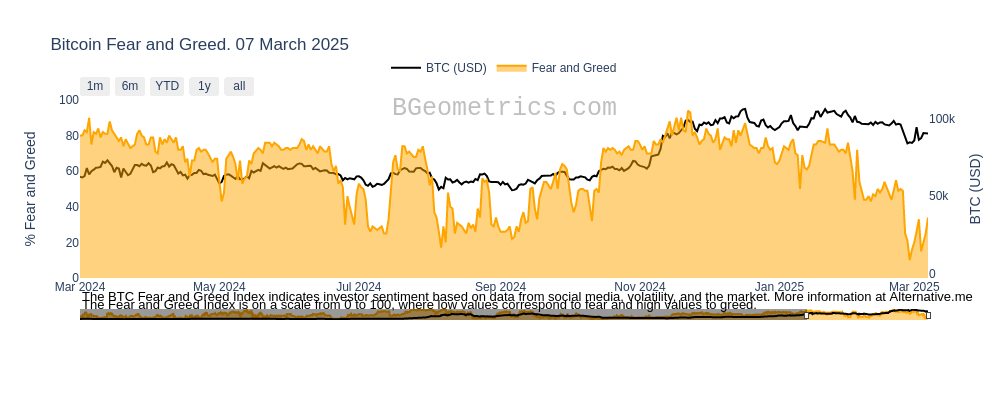 Bitcoin Fear and Greed. 07 March 2025
BTC (USD) Fear and Greed
1m 6m YTD 1y all
BGeometrics.com
100
80
60
40
20
0
% Fear and Greed
100k
50k
0
BTC (USD)
Mar 2024 May 2024 Jul 2024 Sep 2024 Nov 2024 Jan 2025 Mar 2025
The BTC Fear and Greed Index indicates investor sentiment based on data from social media, volatility, and the market. More information at Alternative.me
The Fear and Greed Index is on a scale from 0 to 100, where low values correspond to fear and high values to greed.